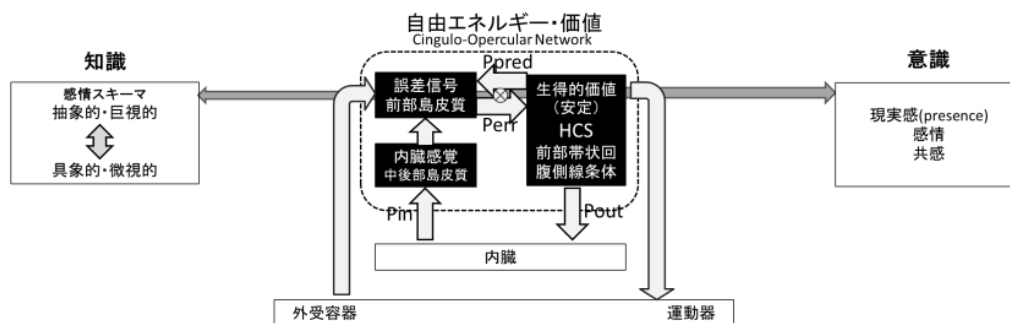 自由エネルギー・価値
Cingulo-Opercular Network
知識
感情スキーマ
抽象的・巨視的
具象的・微視的
Ppred
誤差信号
前部島皮質
Perr
内臓感覚
中後部島皮質
生得的価値
(安定)
HCS
前部帯状回
腹側線条体
Pin
Pout
内臓
外受容器
運動器
意識
現実感(presence)
感情
共感